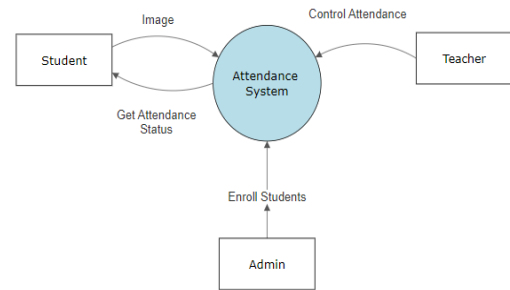 Image
Control Attendance
Student
Attendance
System
Teacher
Get Attendance
Status
Enroll Students
Admin